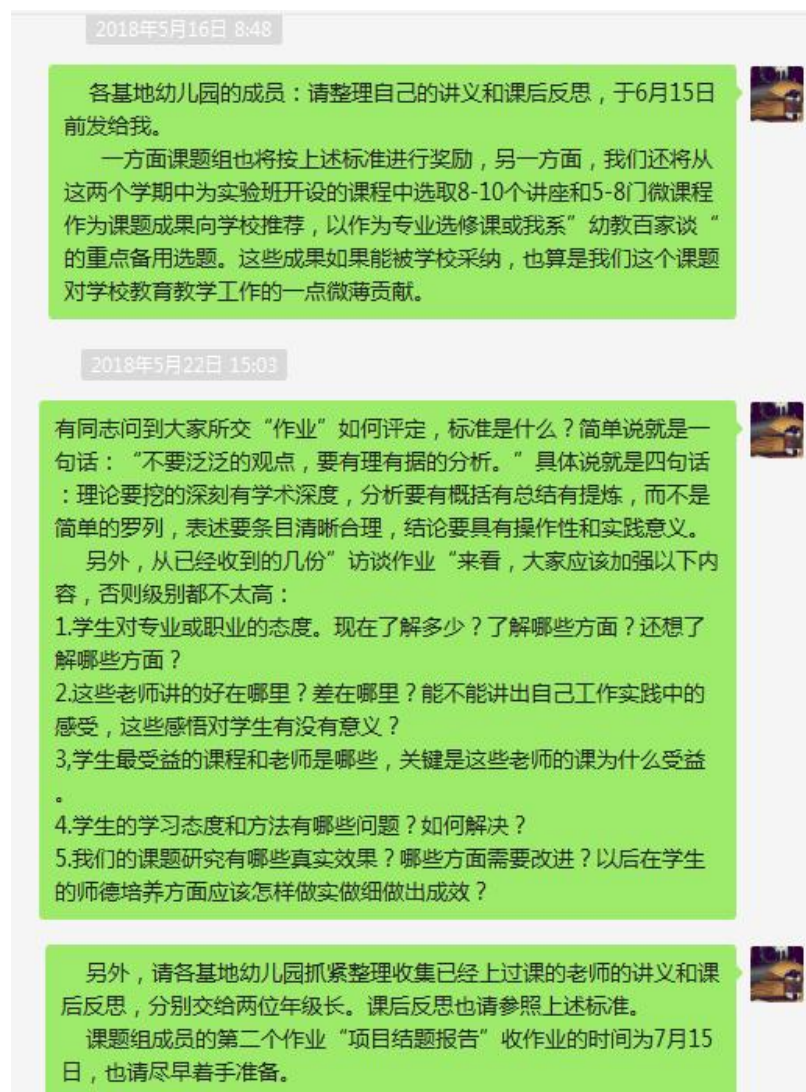 2018年5月16日 8:48
各基地幼儿园的成员：请整理自己的讲义和课后反思，于6月15日
前发给我。
一方面课题组也将按上述标准进行奖励，另一方面，我们还将从
这两个学期中为实验班开设的课程中选取8-10个讲座和5-8门微课程
作为课题成果向学校推荐，以作为专业选修课或我系”幼教百家谈“
的重点备用选题。这些成果如果能被学校采纳，也算是我们这个课题
对学校教育教学工作的一点微薄贡献。
2018年5月22日 15:03
有同志问到大家所交“作业”如何评定，标准是什么？简单说就是一
句话：“不要泛泛的观点，要有理有据的分析。”具体说就是四句话
：理论要挖的深刻有学术深度，分析要有概括有总结有提炼，而不是
简单的罗列，表述要条目清晰合理，结论要具有操作性和实践意义。
另外，从已经收到的几份”访谈作业“来看，大家应该加强以下内
容，否则级别都不太高：
1.学生对专业或职业的态度。现在了解多少？了解哪些方面？还想了
解哪些方面？
2.这些老师讲的好在哪里？差在哪里？能不能讲出自己工作实践中的
感受，这些感悟对学生有没有意义？
3,学生最受益的课程和老师是哪些，关键是这些老师的课为什么受益
。
4.学生的学习态度和方法有哪些问题？如何解决？
5.我们的课题研究有哪些真实效果？哪些方面需要改进？以后在学生
的师德培养方面应该怎样做实做细做出成效？
另外，请各基地幼儿园抓紧整理收集已经上过课的老师的讲义和课
后反思，分别交给两位年级长。课后反思也请参照上述标准。
课题组成员的第二个作业“项目结题报告”收作业的时间为7月15
日，也请尽早着手准备。